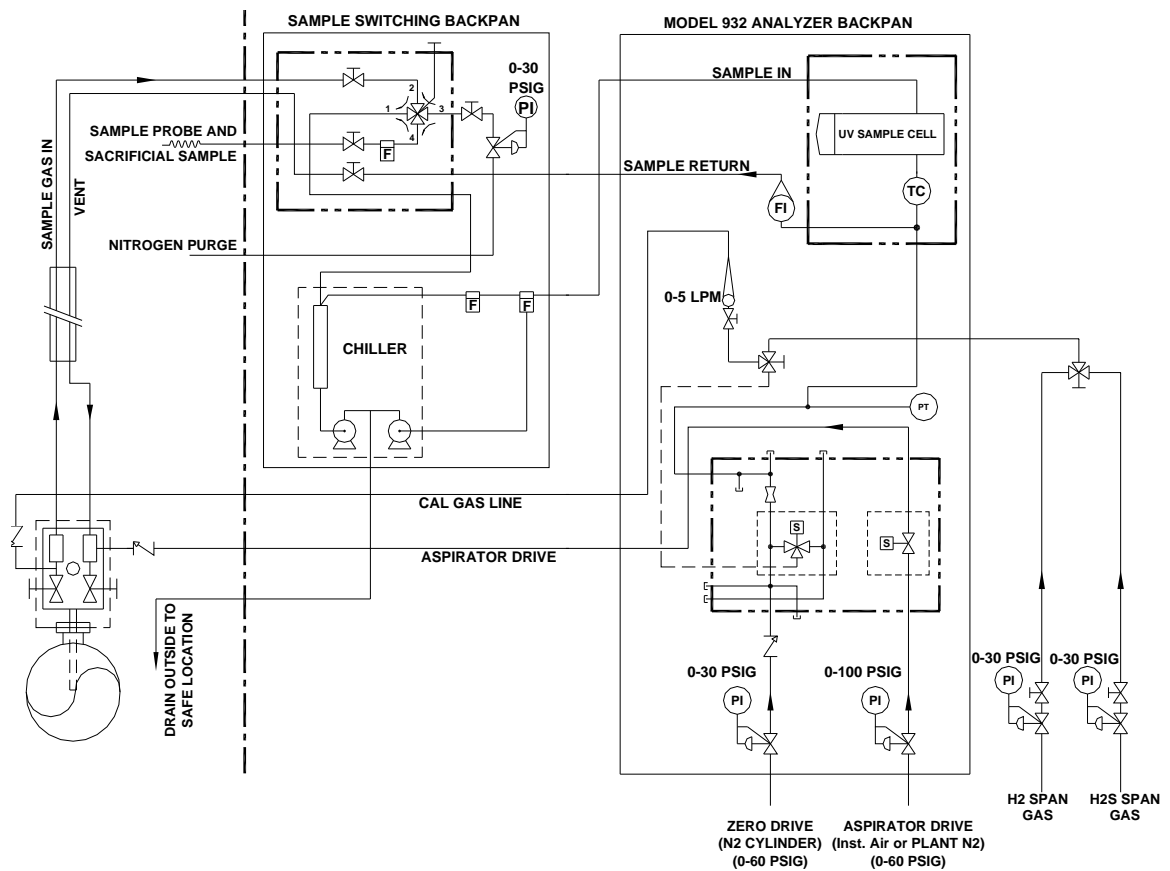 SAMPLE SWITCHING BACKPAN
MODEL 932 ANALYZER BACKPAN
0-30
PSIG
PI
SAMPLE IN
2
1
3
4
SAMPLE PROBE AND
SACRIFICIAL SAMPLE
F
UV SAMPLE CELL
SAMPLE RETURN
TC
FI
SAMPLE GAS IN
VENT
NITROGEN PURGE
0-5 LPM
F
F
CHILLER
PT
CAL GAS LINE
S
S
ASPIRATOR DRIVE
DRAIN OUTSIDE TO
SAFE LOCATION
0-30 PSIG
PI
0-100 PSIG
PI
0-30 PSIG
PI
0-30 PSIG
PI
H2 SPAN
GAS
H2S SPAN
GAS
ZERO DRIVE
(N2 CYLINDER)
(0-60 PSIG)
ASPIRATOR DRIVE
(Inst. Air or PLANT N2)
(0-60 PSIG)